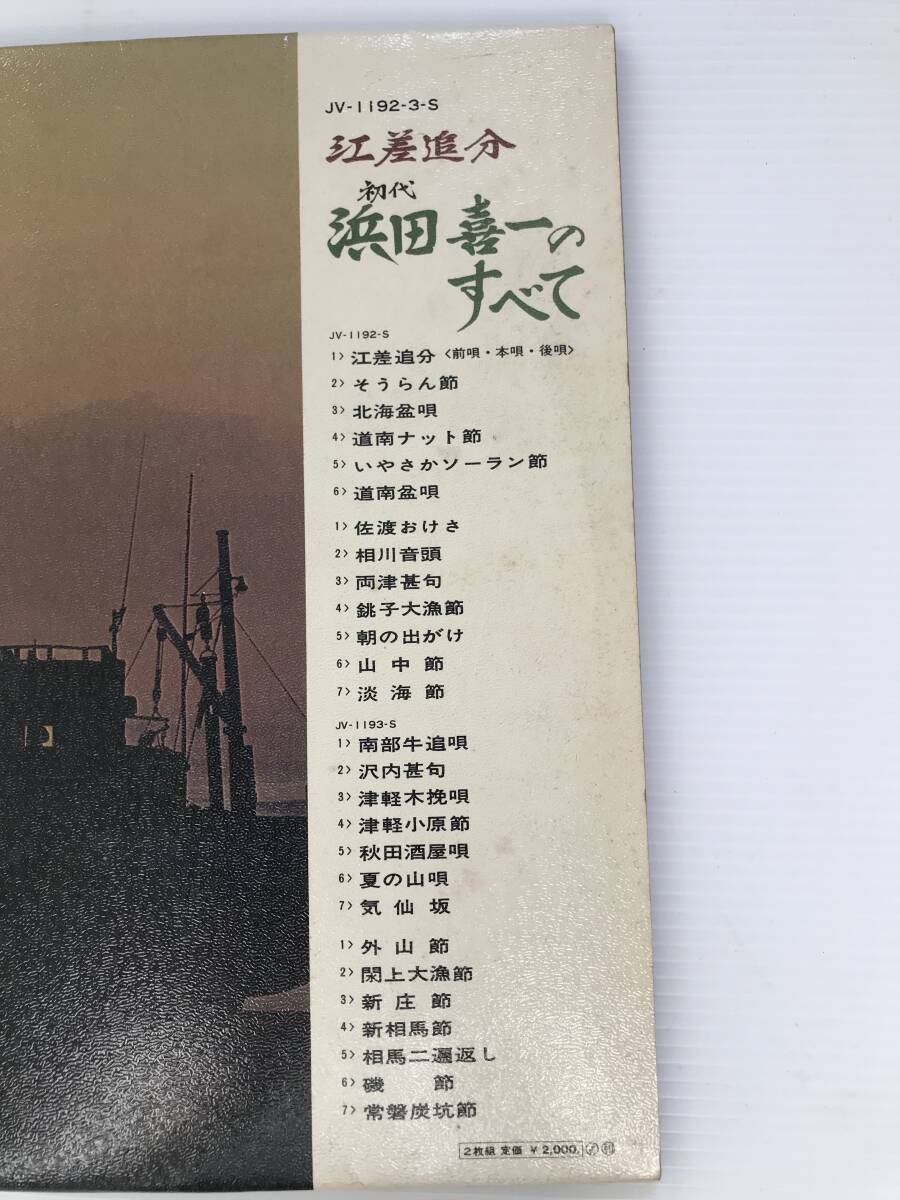 JV-1192-3-S
江差追分
初代
浜田喜一の
すべて
JV-1192-S
1〉江差追分〈前唄・本唄・後唄〉
2〉そうらん節
3〉北海盆唄
4〉道南ナット節
5〉いやさかソーラン節
6〉道南盆唄
1〉佐渡おけさ
2〉相川音頭
3〉両津甚句
4〉銚子大漁節
5〉朝の出がけ
6〉山中節
7〉淡海節
JV-1193-S
1〉南部牛追唄
2〉沢内甚句
3〉津軽木挽唄
4〉津軽小原節
5〉秋田酒屋唄
6〉夏の山唄
7〉気仙坂
1〉外山節
2〉閖上大漁節
3〉新庄節
4〉新相馬節
5〉相馬二遍返し
6〉磯 節
7〉常磐炭坑節
2枚組 定価 ¥2,000.